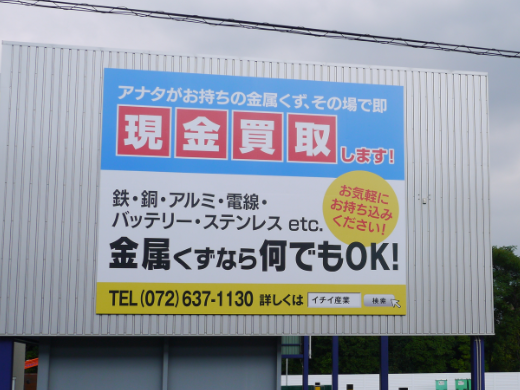 アナタがお持ちの金属くず、その場で即
現金買取します!
鉄・銅・アルミ・電線・
バッテリー・ステンレス etc.
お気軽に
お持ち込み
ください!
金属くずなら何でもOK!
TEL(072)637-1130 詳しくは イチイ産業 検索